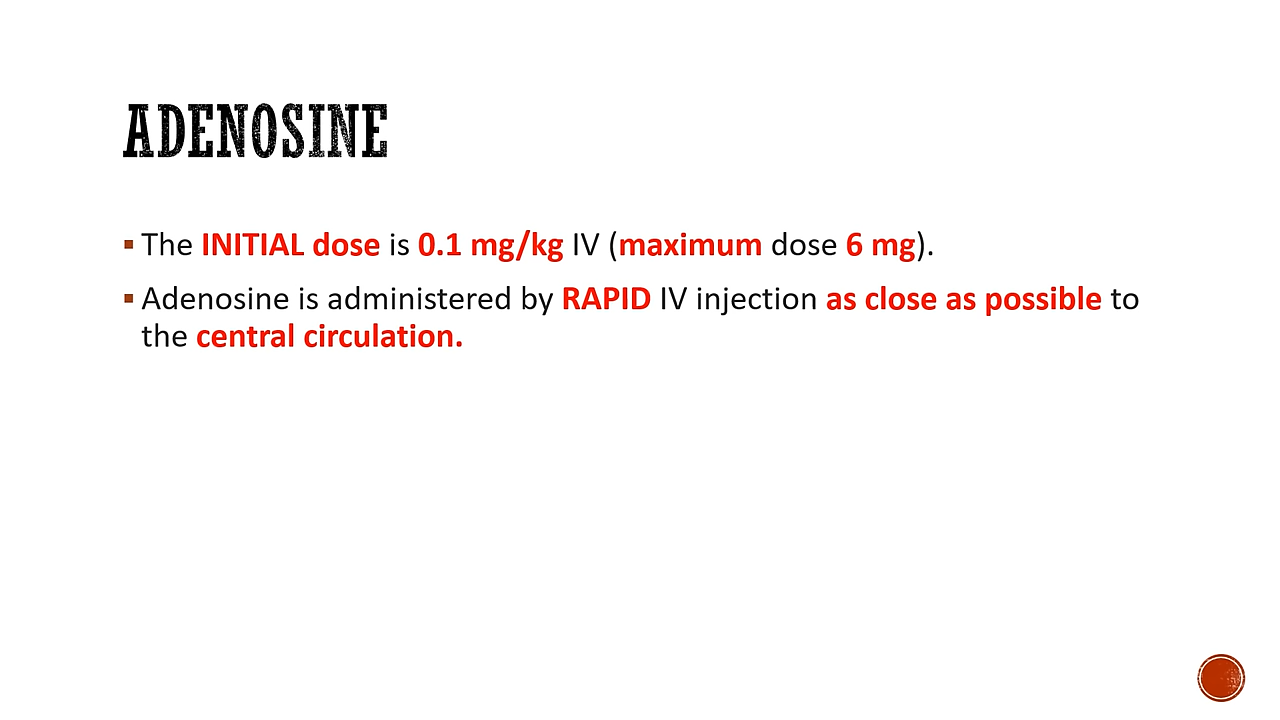 ADENOSINE
▪ The INITIAL dose is 0.1 mg/kg IV (maximum dose 6 mg).
▪ Adenosine is administered by RAPID IV injection as close as possible to
the central circulation.